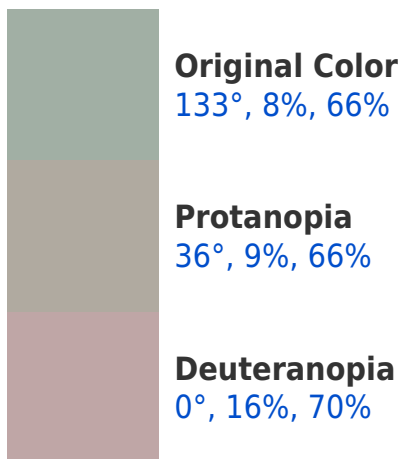 Original Color
133°, 8%, 66%
Protanopia
36°, 9%, 66%
Deuteranopia
0°, 16%, 70%